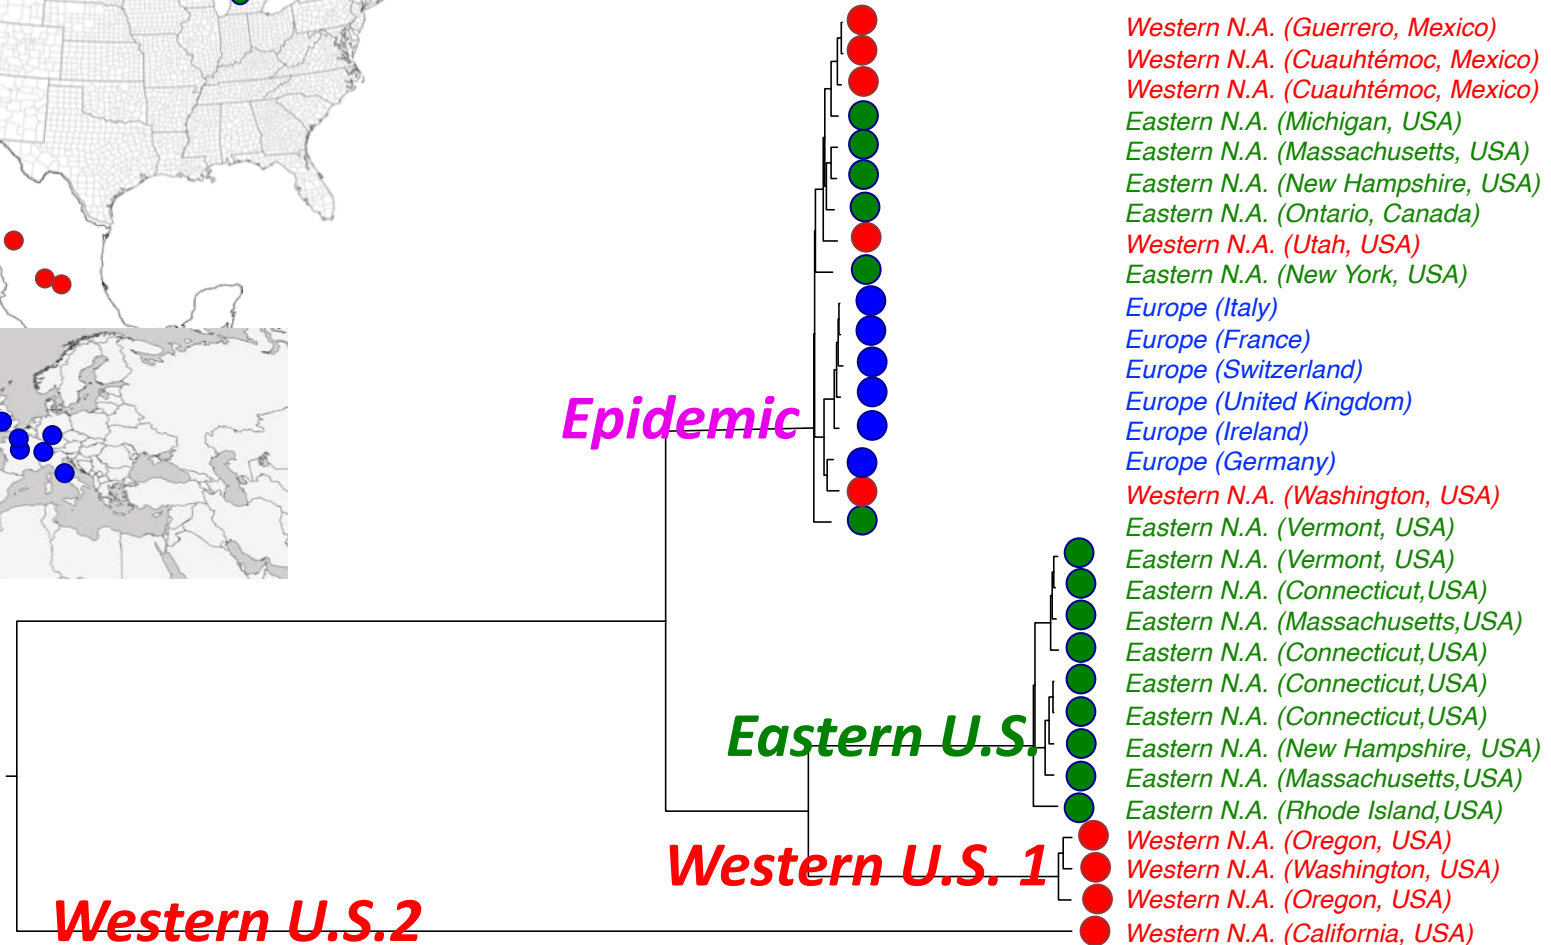 Western N.A. (Guerrero, Mexico)
Western N.A. (Cuauhtémoc, Mexico)
Western N.A. (Cuauhtémoc, Mexico)
Eastern N.A. (Michigan, USA)
Eastern N.A. (Massachusetts, USA)
Eastern N.A. (New Hampshire, USA)
Eastern N.A. (Ontario, Canada)
Western N.A. (Utah, USA)
Eastern N.A. (New York, USA)
Europe (Italy)
Europe (France)
Europe (Switzerland)
Europe (United Kingdom)
Europe (Ireland)
Europe (Germany)
Western N.A. (Washington, USA)
Eastern N.A. (Vermont, USA)
Eastern N.A. (Vermont, USA)
Eastern N.A. (Connecticut,USA)
Eastern N.A. (Massachusetts,USA)
Eastern N.A. (Connecticut,USA)
Eastern N.A. (Connecticut,USA)
Eastern N.A. (Connecticut,USA)
Eastern N.A. (New Hampshire, USA)
Eastern N.A. (Massachusetts,USA)
Eastern N.A. (Rhode Island,USA)
Western N.A. (Oregon, USA)
Western N.A. (Washington, USA)
Western N.A. (Oregon, USA)
Western N.A. (California, USA)
Epidemic
Eastern U.S.
Western U.S. 1
Western U.S.2